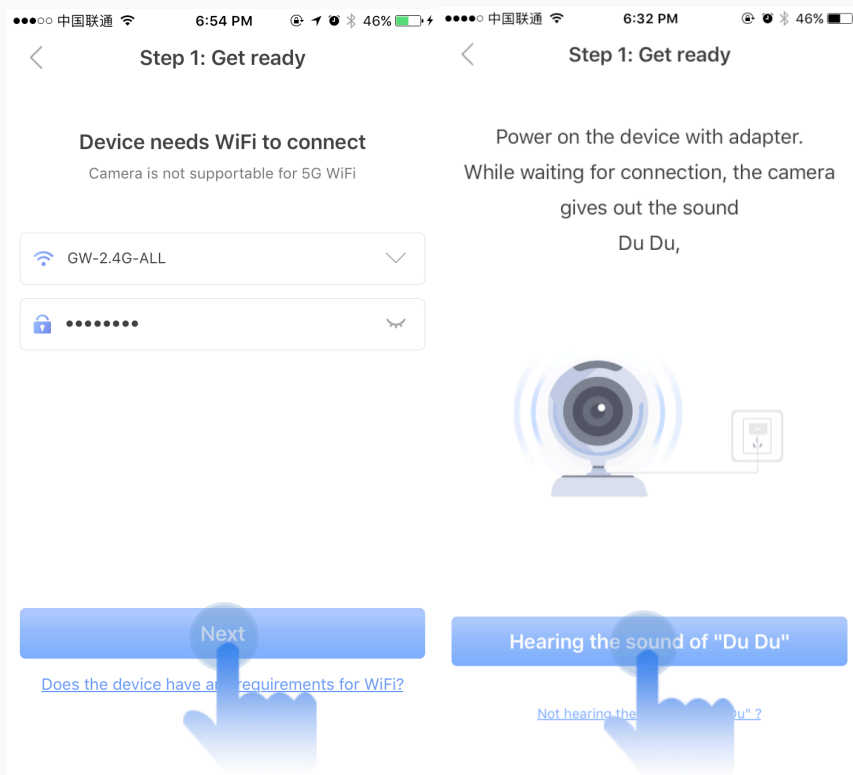 中国联通 6:54 PM 46%
Step 1: Get ready
Device needs WiFi to connect
Camera is not supportable for 5G WiFi
GW-2.4G-ALL
Next
Does the device have requirements for WiFi?
中国联通 6:32 PM 46%
Step 1: Get ready
Power on the device with adapter.
While waiting for connection, the camera
gives out the sound
Du Du,
Hearing the sound of "Du Du"
Not hearing the " ?